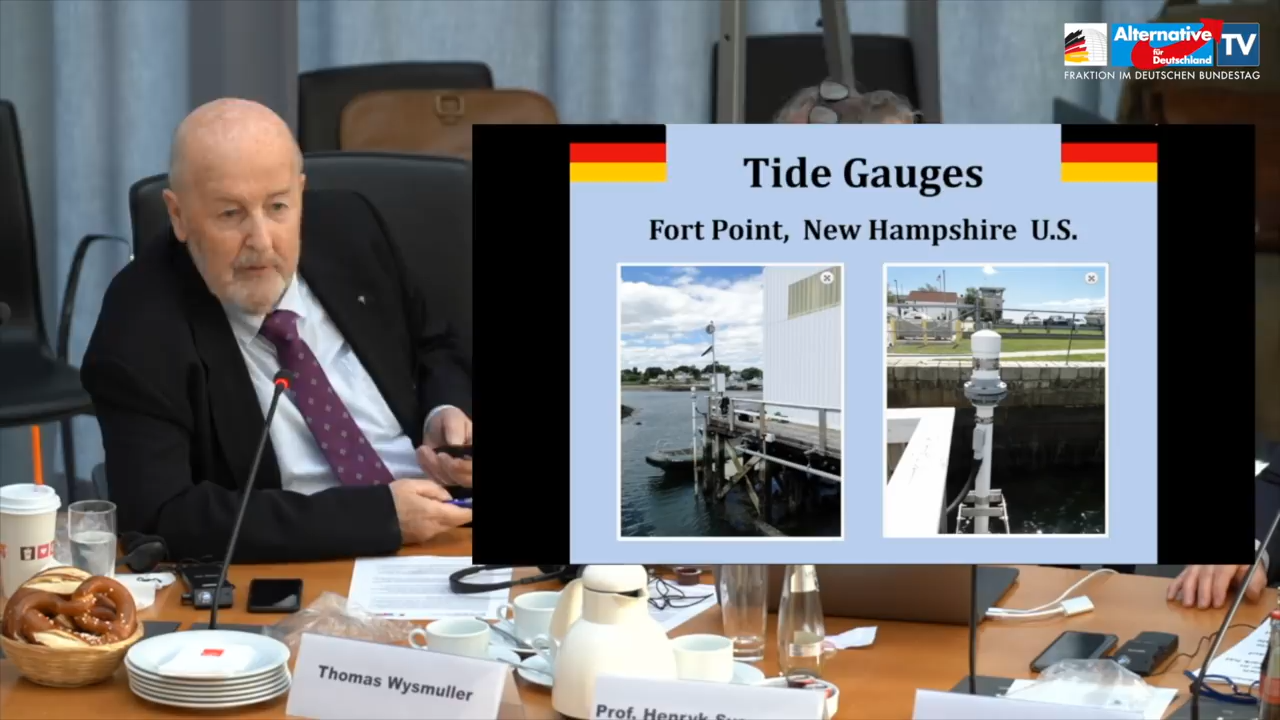 Alternative
für
Deutschland
TV
FRAKTION IM DEUTSCHEN BUNDESTAG
Tide Gauges
Fort Point, New Hampshire U.S.
Thomas Wysmuller
Prof. Henryk